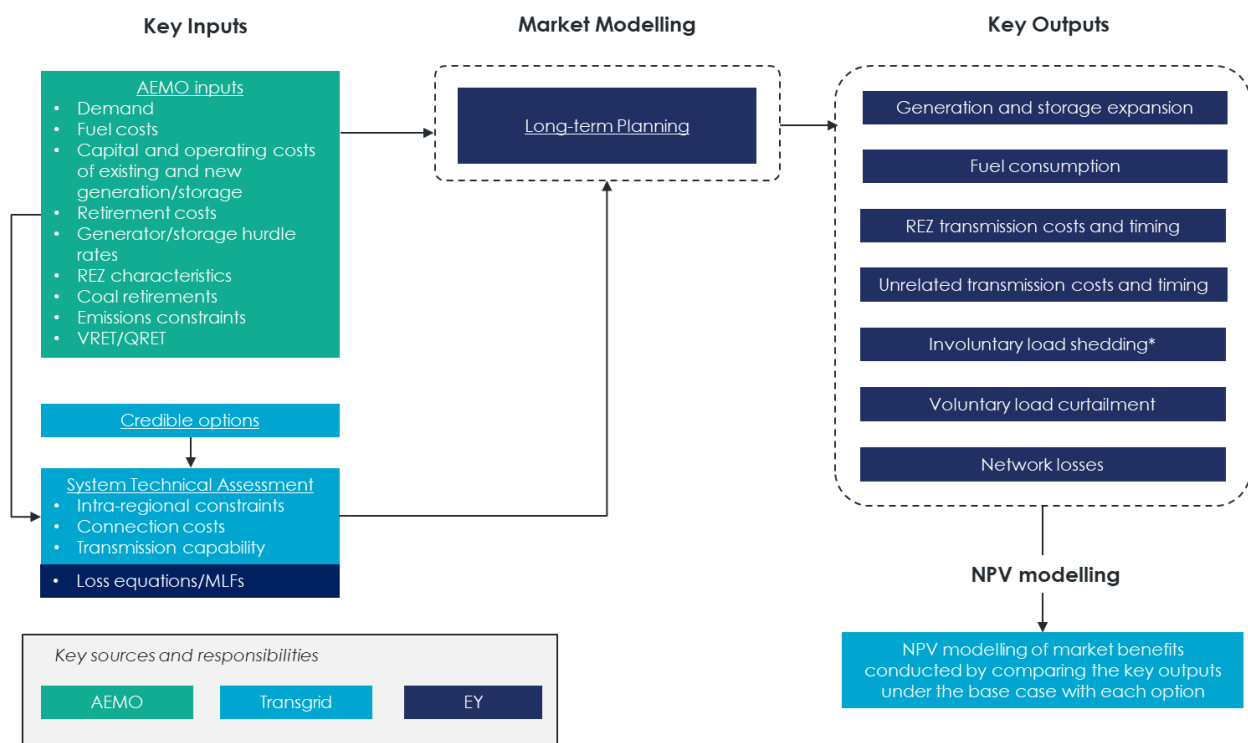 Key Inputs
Market Modelling
Key Outputs
AEMO inputs
• Demand
• Fuel costs
• Capital and operating costs
of existing and new
generation/storage
• Retirement costs
• Generator/storage hurdle
rates
• REZ characteristics
• Coal retirements
• Emissions constraints
• VRET/QRET
Credible options
System Technical Assessment
• Intra-regional constraints
• Connection costs
• Transmission capability
• Loss equations/MLFs
Long-term Planning
Generation and storage expansion
Fuel consumption
REZ transmission costs and timing
Unrelated transmission costs and timing
Involuntary load shedding*
Voluntary load curtailment
Network losses
NPV modelling
NPV modelling of market benefits
conducted by comparing the key outputs
under the base case with each option
Key sources and responsibilities
AEMO
Transgrid
EY